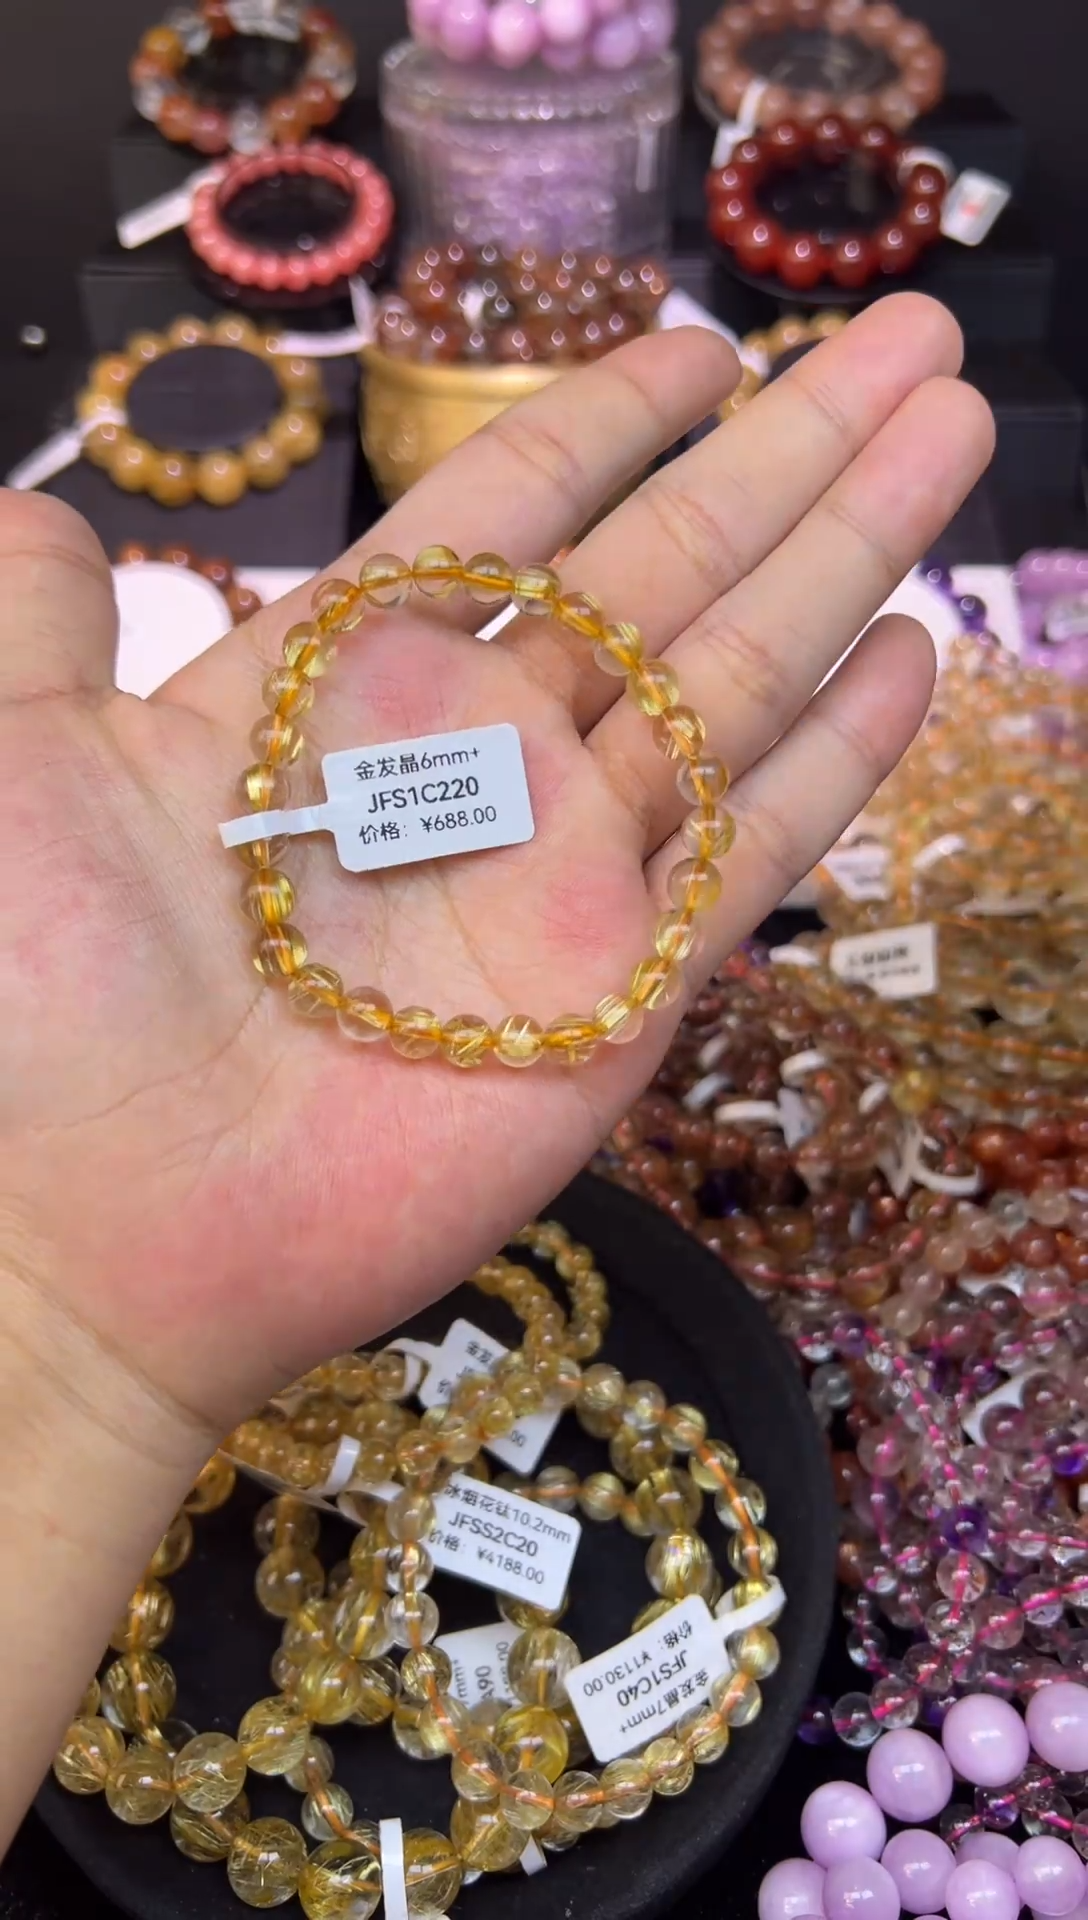 金发晶6mm+
JFS1C220
价格：¥688.00
冰烟花钛10.2mm
JFSS2C20
价格：¥4188.00
金发晶7mm+
JFS1C40
价格：¥1130.00